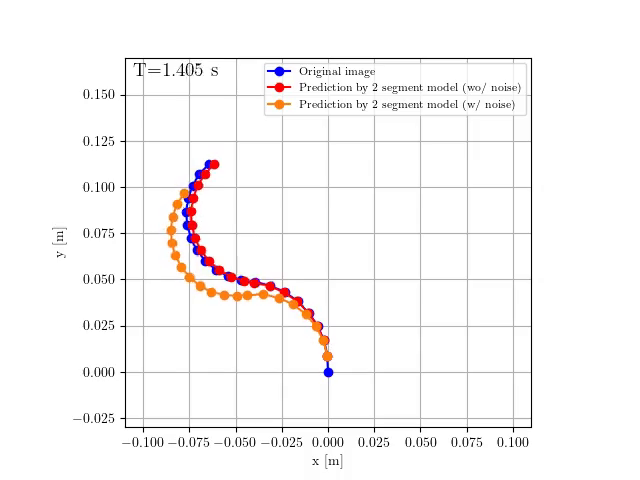 T=1.405 s
Original image
Prediction by 2 segment model (wo/ noise)
Prediction by 2 segment model (w/ noise)
0.150
0.125
0.100
0.075
0.050
0.025
0.000
−0.025
y [m]
−0.100 −0.075 −0.050 −0.025 0.000 0.025 0.050 0.075 0.100
x [m]